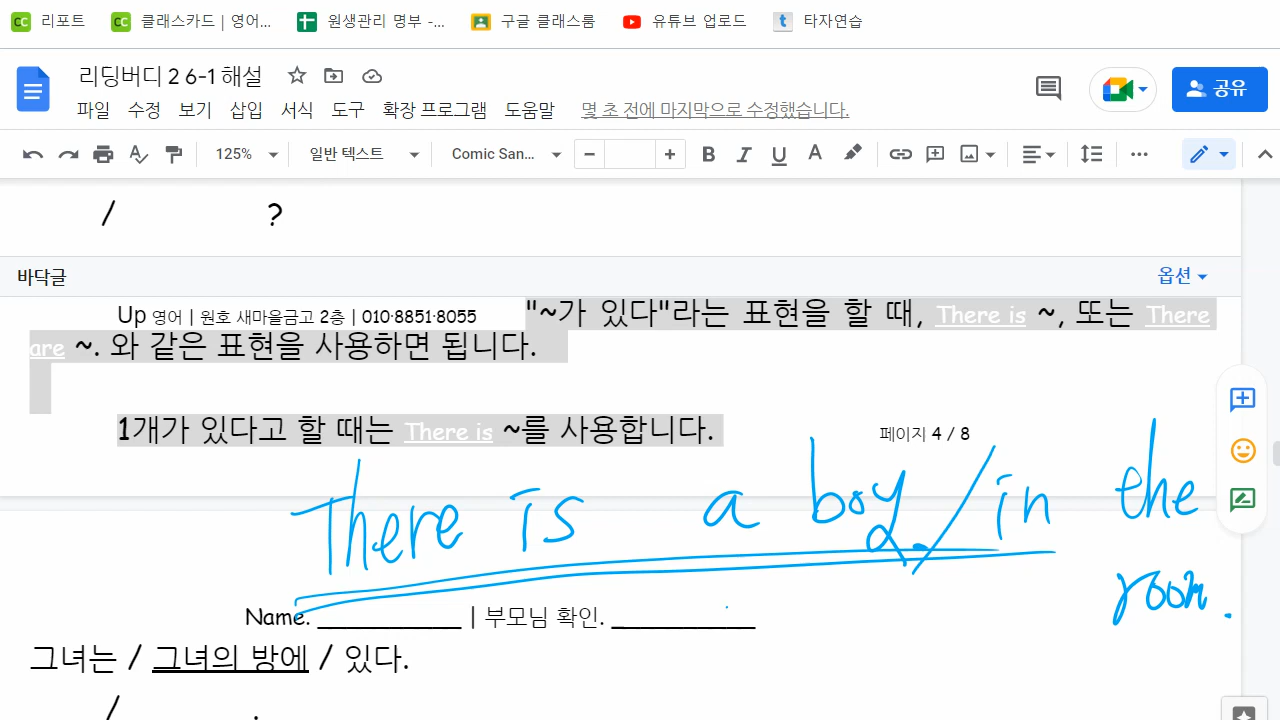 리포트 클래스카드 | 영어... 원생관리 명부 -... 구글 클래스룸 유튜브 업로드 타자연습
리딩버디 2 6-1 해설
파일 수정 보기 삽입 서식 도구 확장 프로그램 도움말 몇 초 전에 마지막으로 수정했습니다.
공유
125% 일반 텍스트 Comic San... − + B I U A ...
/ ?
바닥글 옵션
Up 영어 | 원호 새마을금고 2층 | 010·8851·8055 "~가 있다"라는 표현을 할 때, There is ~, 또는 There
are ~. 와 같은 표현을 사용하면 됩니다.
1개가 있다고 할 때는 There is ~를 사용합니다.
페이지 4 / 8
There is a boy / in the
room.
Name. ____________ | 부모님 확인. ____________
그녀는 / 그녀의 방에 / 있다.
/ .